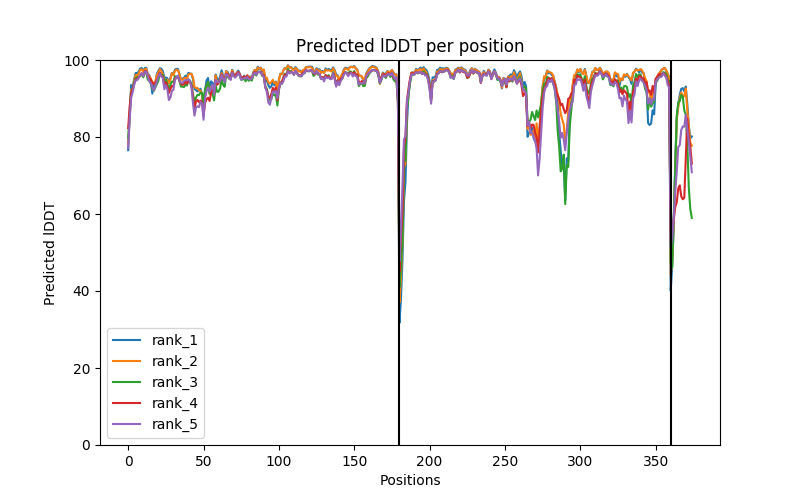 Predicted lDDT per position
100
80
60
40
20
0
Predicted lDDT
rank_1
rank_2
rank_3
rank_4
rank_5
0 50 100 150 200 250 300 350
Positions